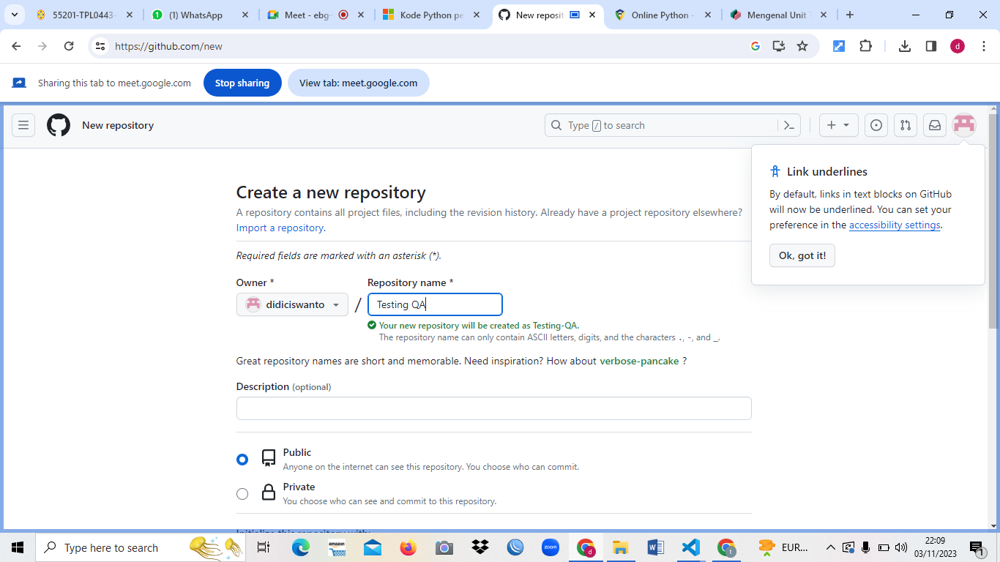 55201-TPL0443-
(1) WhatsApp
Meet - ebg-
Kode Python pe
New reposit
Online Python -
Mengenal Unit T
https://github.com/new
d
Sharing this tab to meet.google.com
Stop sharing
View tab: meet.google.com
New repository
Type / to search
Link underlines
By default, links in text blocks on GitHub
will now be underlined. You can set your
preference in the accessibility settings.
Ok, got it!
Create a new repository
A repository contains all project files, including the revision history. Already have a project repository elsewhere?
Import a repository.
Required fields are marked with an asterisk (*).
Owner *
Repository name *
didiciswanto
/
Testing QA
Your new repository will be created as Testing-QA.
The repository name can only contain ASCII letters, digits, and the characters ., -, and _.
Great repository names are short and memorable. Need inspiration? How about verbose-pancake ?
Description (optional)
Public
Anyone on the internet can see this repository. You choose who can commit.
Private
You choose who can see and commit to this repository.
Initialize this repository with:
Type here to search
amazon
zoom
d
t
EUR...
22:09
03/11/2023
1